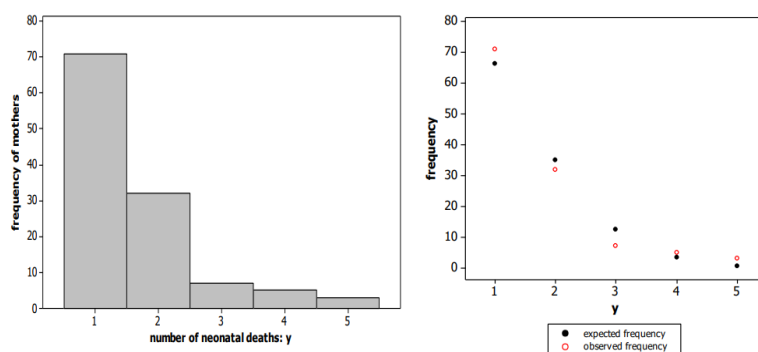 80
70
60
50
40
30
20
10
0
frequency of mothers
1 2 3 4 5
number of neonatal deaths: y
80
70
60
50
40
30
20
10
0
frequency
1 2 3 4 5
y
expected frequency
observed frequency